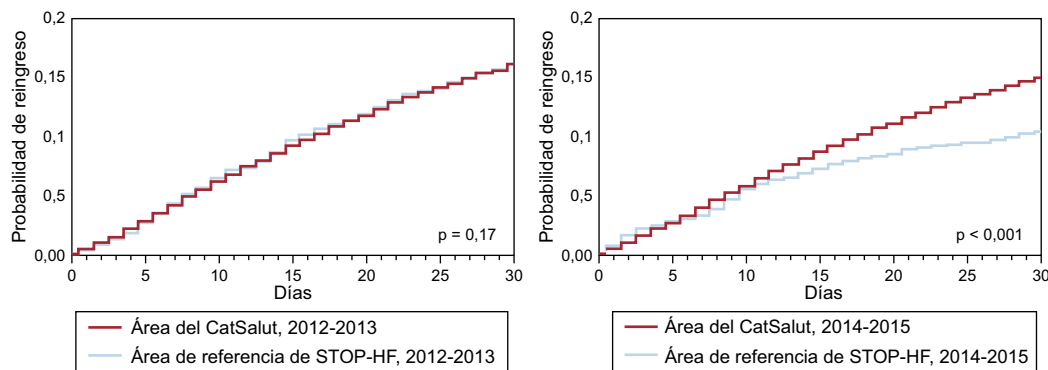 Probabilidad de reingreso
0,2
0,15
0,1
0,5
0,00
0
5
10
15
20
25
30
Días
p = 0,17
Área del CatSalut, 2012-2013
Área de referencia de STOP-HF, 2012-2013
Probabilidad de reingreso
0,2
0,15
0,1
0,5
0,00
0
5
10
15
20
25
30
Días
p < 0,001
Área del CatSalut, 2014-2015
Área de referencia de STOP-HF, 2014-2015